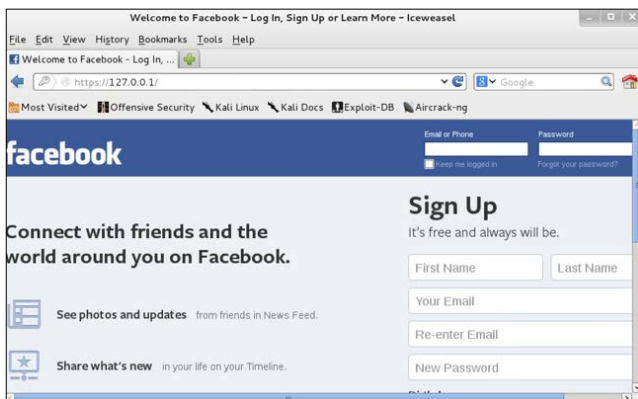 Welcome to Facebook – Log In, Sign Up or Learn More – Iceweasel
File Edit View History Bookmarks Tools Help
Welcome to Facebook - Log In, ...
https://127.0.0.1/
Google
Most Visited Offensive Security Kali Linux Kali Docs Exploit-DB Aircrack-ng
facebook
Email or Phone Password
Keep me logged in Forgot your password?
Connect with friends and the
world around you on Facebook.
See photos and updates from friends in News Feed.
Share what's new in your life on your Timeline.
Sign Up
It's free and always will be.
First Name Last Name
Your Email
Re-enter Email
New Password